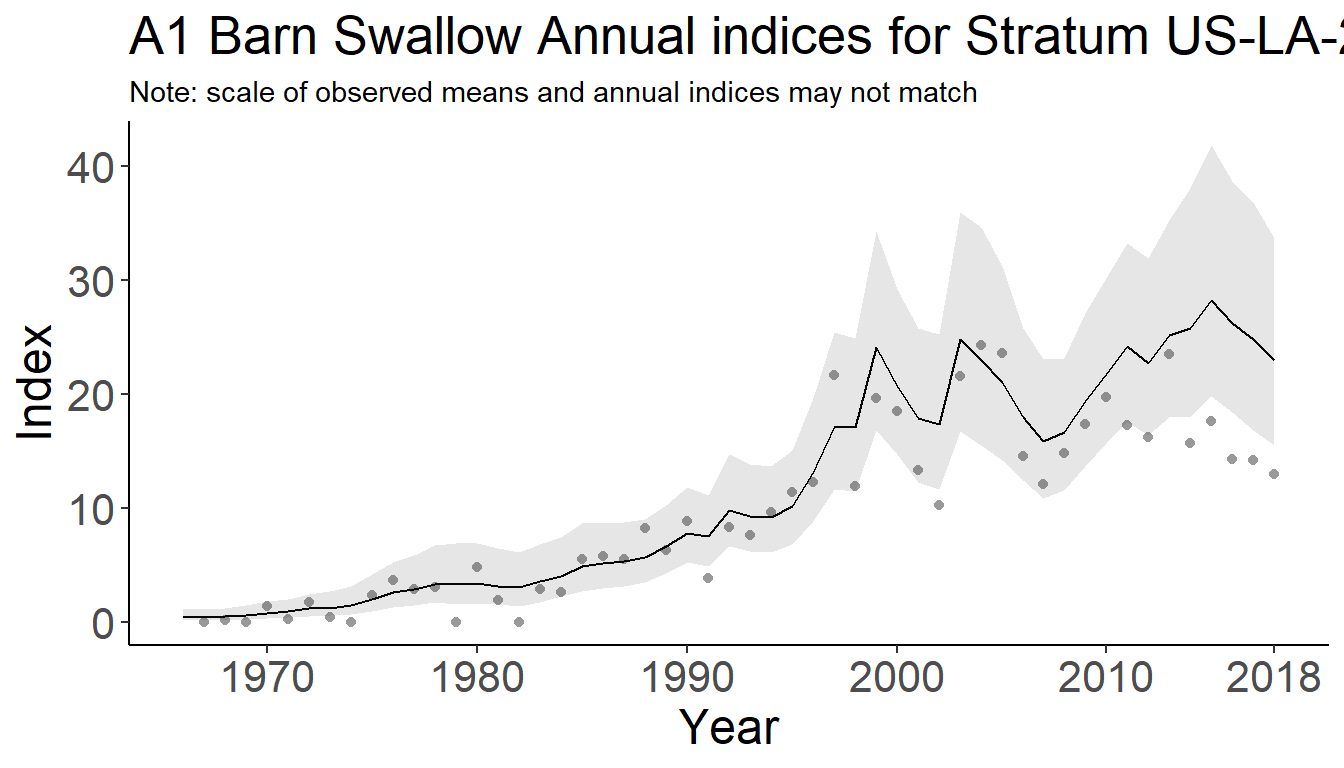 A1 Barn Swallow Annual indices for Stratum US-LA-2
Note: scale of observed means and annual indices may not match
40
30
20
10
0
Index
1970 1980 1990 2000 2010 2018
Year